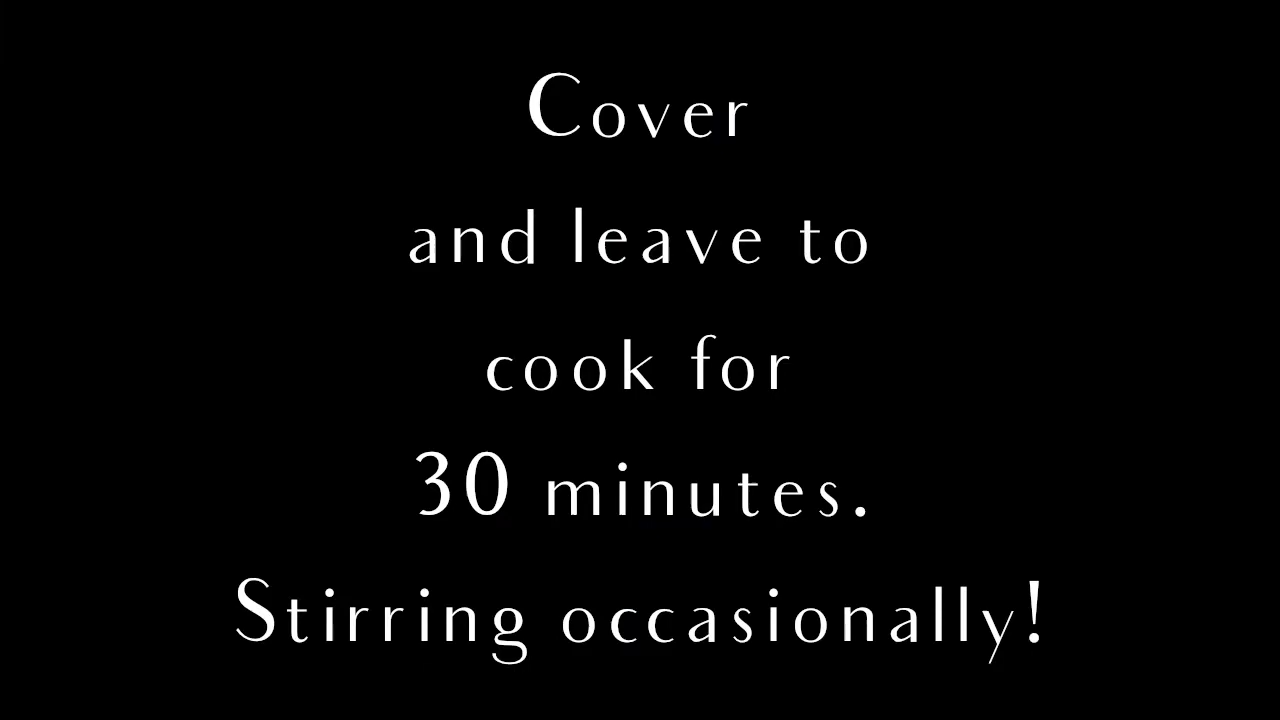 Cover
and leave to
cook for
30 minutes.
Stirring occasionally!